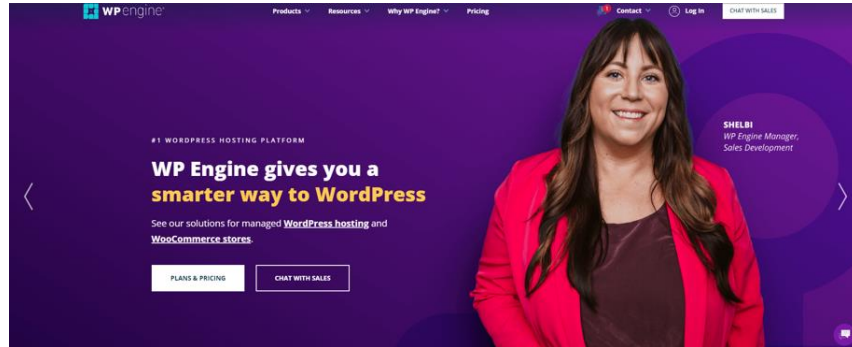 WP engine
Products
Resources
Why WP Engine?
Pricing
1
Contact
Log In
CHAT WITH SALES
SHELBI
WP Engine Manager,
Sales Development
#1 WORDPRESS HOSTING PLATFORM
WP Engine gives you a
smarter way to WordPress
See our solutions for managed WordPress hosting and
WooCommerce stores.
PLANS & PRICING
CHAT WITH SALES